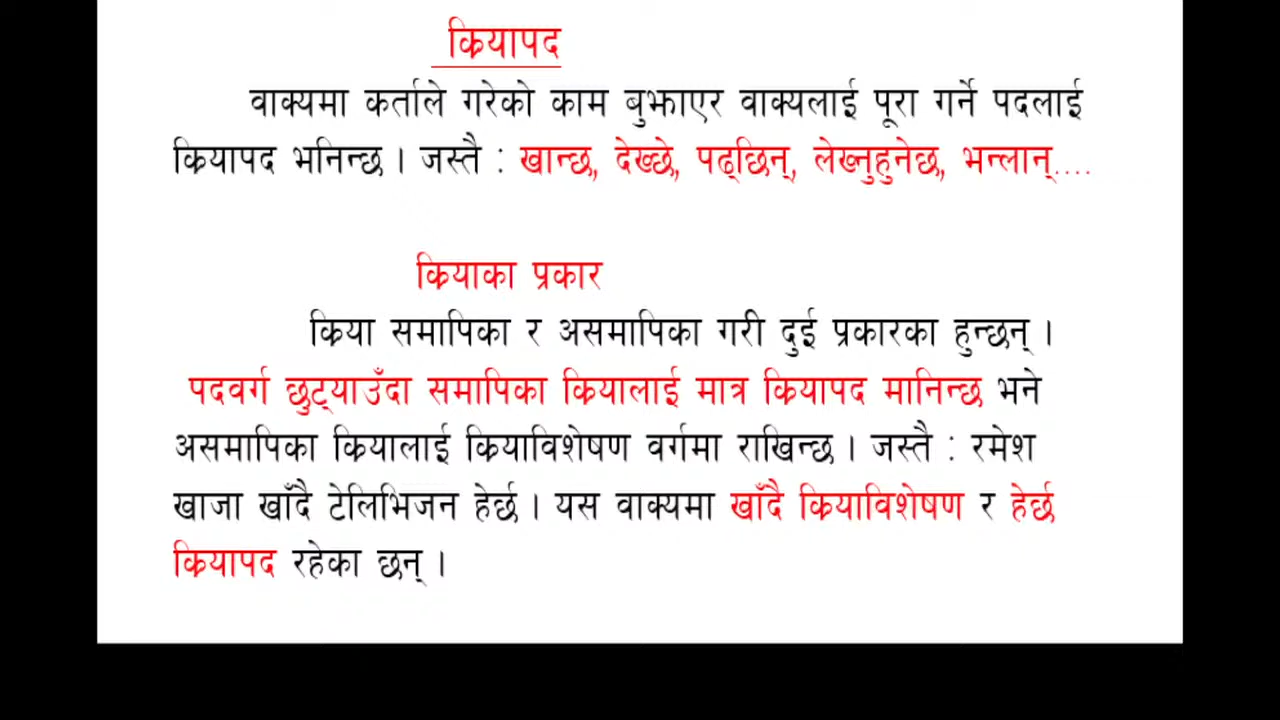 क्रियापद
वाक्यमा कर्ताले गरेको काम बुझाएर वाक्यलाई पूरा गर्ने पदलाई
क्रियापद भनिन्छ । जस्तै : खान्छ, देख्छे, पढ्छिन्, लेख्नुहुनेछ, भन्लान्....
क्रियाका प्रकार
क्रिया समापिका र असमापिका गरी दुई प्रकारका हुन्छन् ।
पदवर्ग छुट्याउँदा समापिका क्रियालाई मात्र क्रियापद मानिन्छ भने
असमापिका क्रियालाई क्रियाविशेषण वर्गमा राखिन्छ । जस्तै : रमेश
खाजा खाँदै टेलिभिजन हेर्छ । यस वाक्यमा खाँदै क्रियाविशेषण र हेर्छ
क्रियापद रहेका छन् ।